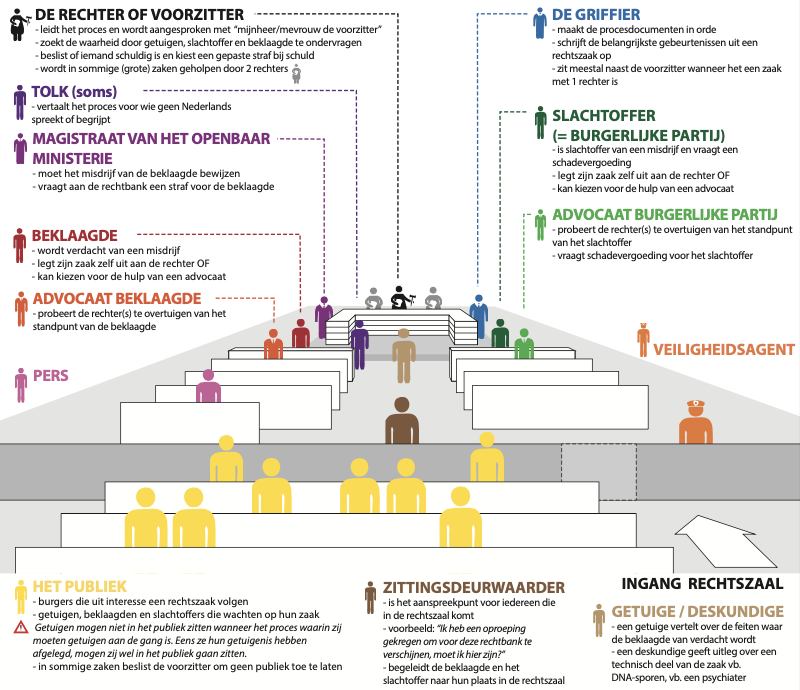 DE RECHTER OF VOORZITTER
- leidt het proces en wordt aangesproken met “mijnheer/mevrouw de voorzitter”
- zoekt de waarheid door getuigen, slachtoffer en beklaagde te ondervragen
- beslist of iemand schuldig is en kiest een gepaste straf bij schuld
- wordt in sommige (grote) zaken geholpen door 2 rechters
TOLK (soms)
- vertaalt het proces voor wie geen Nederlands
spreekt of begrijpt
MAGISTRAAT VAN HET OPENBAAR
MINISTERIE
- moet het misdrijf van de beklaagde bewijzen
- vraagt aan de rechtbank een straf voor de beklaagde
BEKLAAGDE
- wordt verdacht van een misdrijf
- legt zijn zaak zelf uit aan de rechter OF
- kan kiezen voor de hulp van een advocaat
ADVOCAAT BEKLAAGDE
- probeert de rechter(s) te overtuigen van het
standpunt van de beklaagde
PERS
DE GRIFFIER
- maakt de procesdocumenten in orde
- schrijft de belangrijkste gebeurtenissen uit een
rechtszaak op
- zit meestal naast de voorzitter wanneer het een zaak
met 1 rechter is
SLACHTOFFER
(= BURGERLIJKE PARTIJ)
- is slachtoffer van een misdrijf en vraagt een
schadevergoeding
- legt zijn zaak zelf uit aan de rechter OF
- kan kiezen voor de hulp van een advocaat
ADVOCAAT BURGERLIJKE PARTIJ
- probeert de rechter(s) te overtuigen van het standpunt
van het slachtoffer
- vraagt schadevergoeding voor het slachtoffer
VEILIGHEIDSAGENT
HET PUBLIEK
- burgers die uit interesse een rechtszaak volgen
- getuigen, beklaagden en slachtoffers die wachten op hun zaak
Getuigen mogen niet in het publiek zitten wanneer het proces waarin zij
moeten getuigen aan de gang is. Eens ze hun getuigenis hebben
afgelegd, mogen zij wel in het publiek gaan zitten.
- in sommige zaken beslist de voorzitter om geen publiek toe te laten
ZITTINGSDEURWAARDER
- is het aanspreekpunt voor iedereen die
in de rechtszaal komt
- voorbeeld: “Ik heb een oproeping
gekregen om voor deze rechtbank te
verschijnen, moet ik hier zijn?”
- begeleidt de beklaagde en het
slachtoffer naar hun plaats in de rechtszaal
INGANG RECHTSZAAL
GETUIGE / DESKUNDIGE
- een getuige vertelt over de feiten waar
de beklaagde van verdacht wordt
- een deskundige geeft uitleg over een
technisch deel van de zaak vb.
DNA-sporen, vb. een psychiater